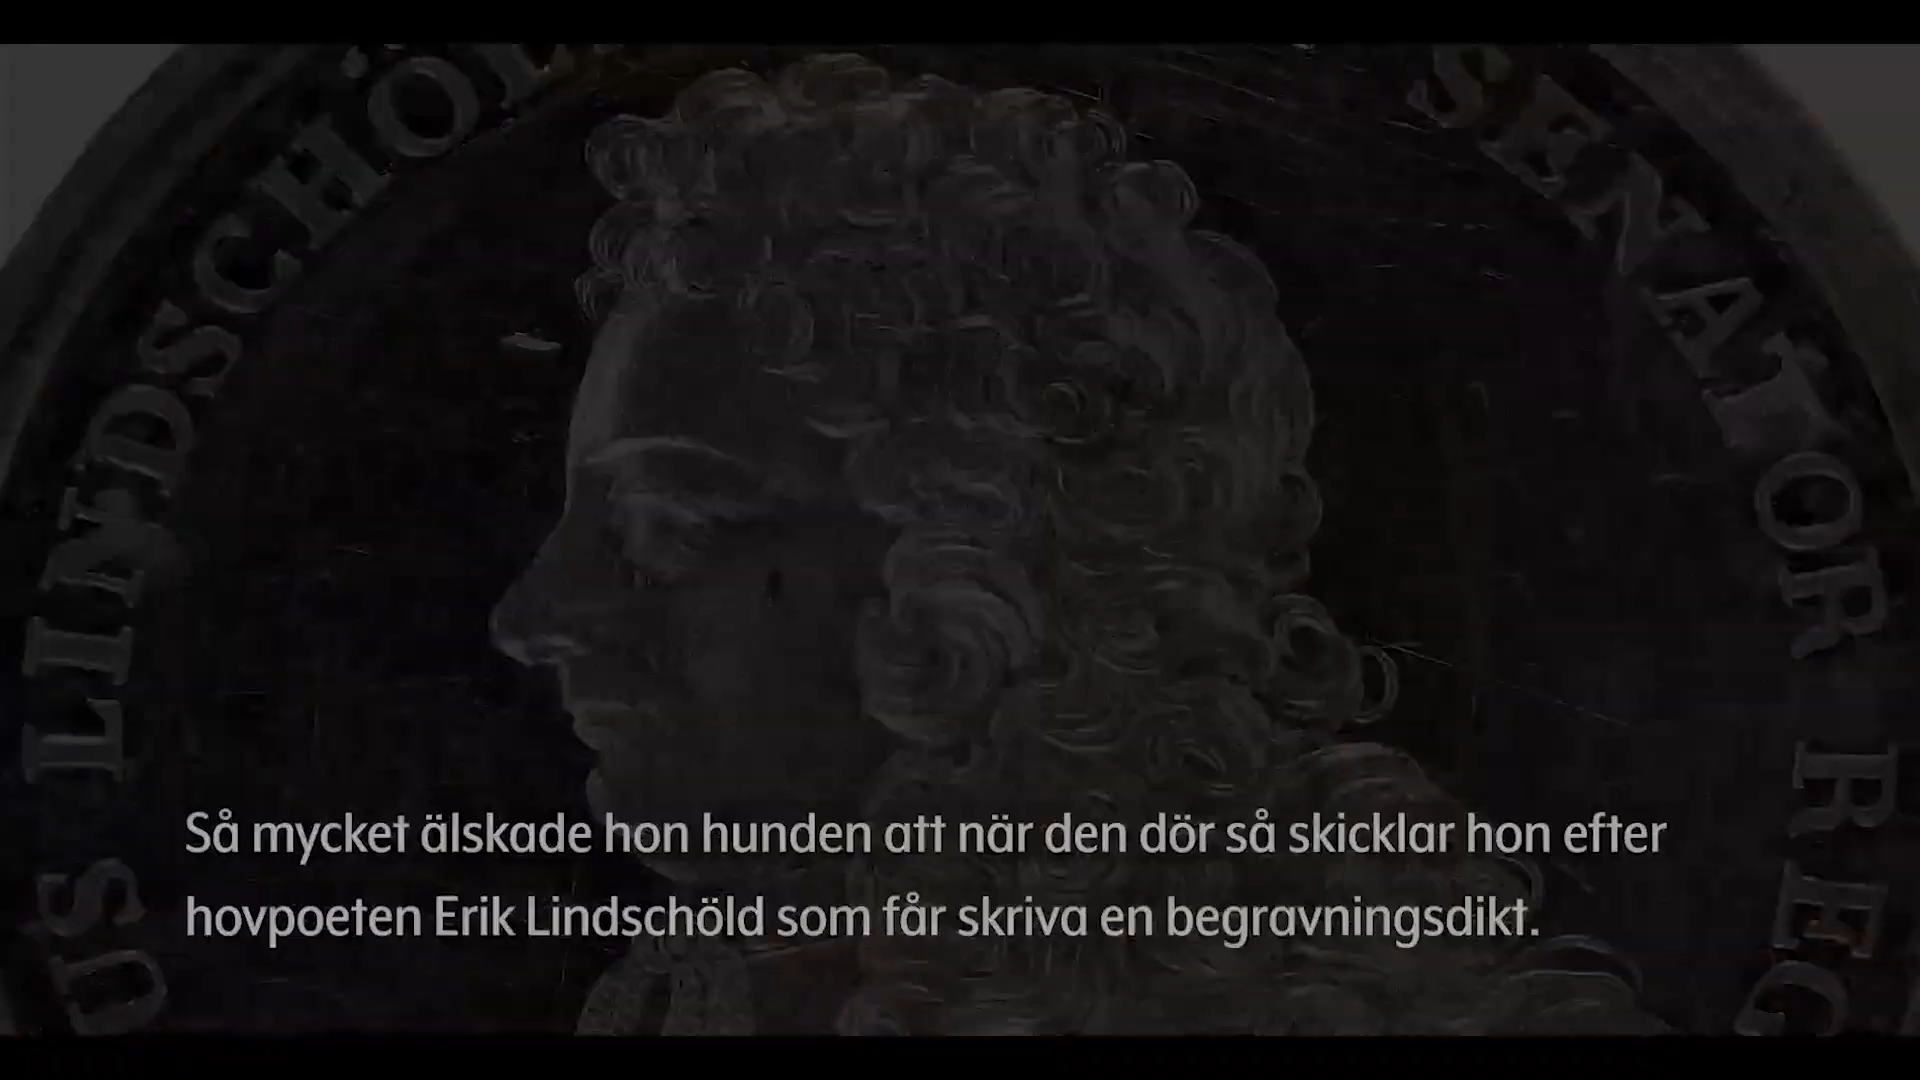 LINDSCHÖL
SENATOR REG
Så mycket älskade hon hunden att när den dör så skicklar hon efter
hovpoeten Erik Lindschöld som får skriva en begravningsdikt.